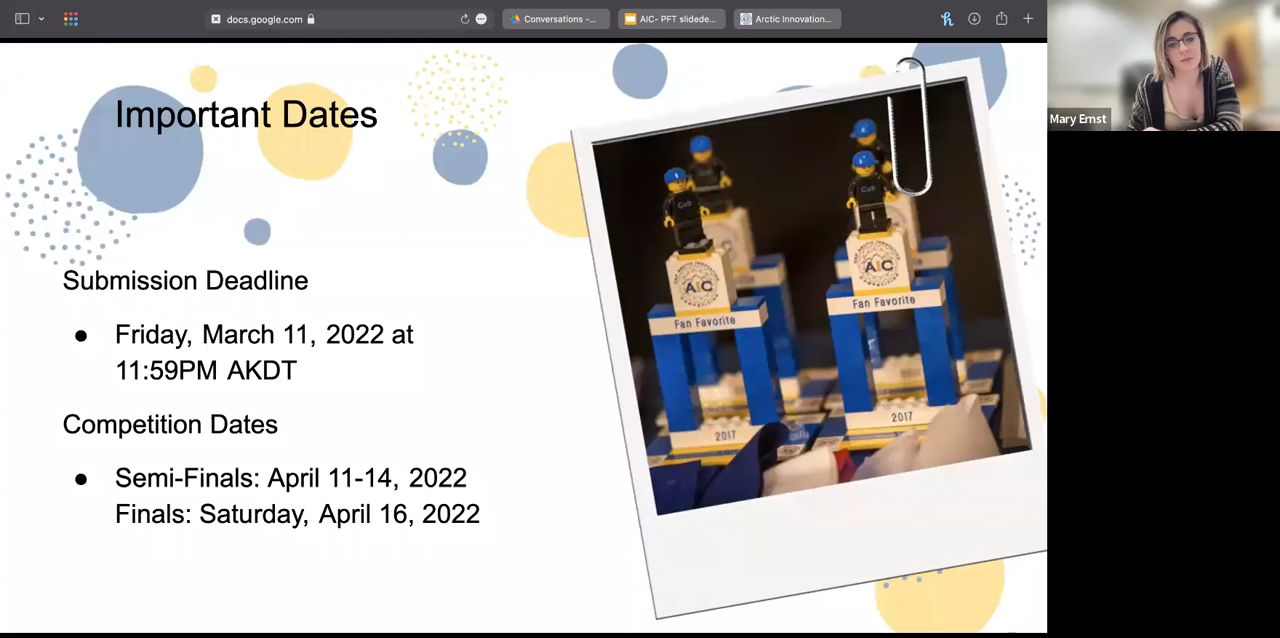 docs.google.com
Conversations -...
AIC- PFT slidede...
Arctic Innovation...
Mary Ernst
Important Dates
Submission Deadline
● Friday, March 11, 2022 at
11:59PM AKDT
Competition Dates
● Semi-Finals: April 11-14, 2022
Finals: Saturday, April 16, 2022
Cub
Cub
AIC
AIC
Fan Favorite
Fan Favorite
2017
2017